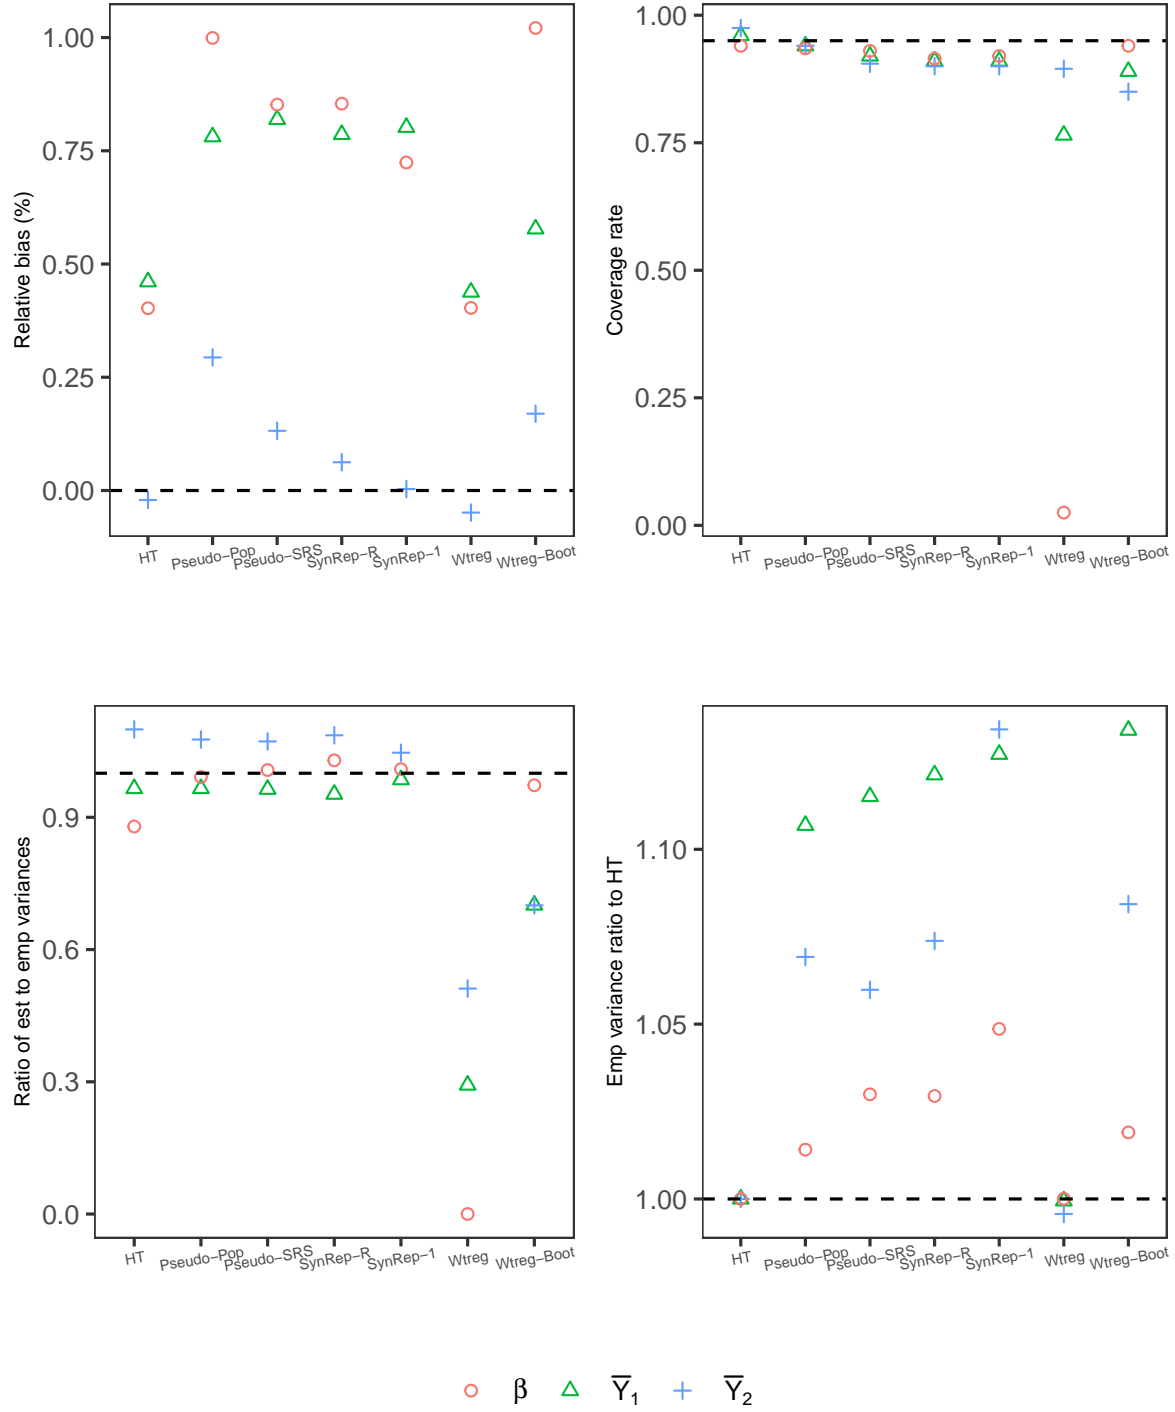 Relative bias (%)
1.00
0.75
0.50
0.25
0.00
HT
Pseudo−Pop
Pseudo−SRS
SynRep−R
SynRep−1
Wtreg
Wtreg−Boot
Coverage rate
1.00
0.75
0.50
0.25
0.00
HT
Pseudo−Pop
Pseudo−SRS
SynRep−R
SynRep−1
Wtreg
Wtreg−Boot
Ratio of est to emp variances
0.9
0.6
0.3
0.0
HT
Pseudo−Pop
Pseudo−SRS
SynRep−R
SynRep−1
Wtreg
Wtreg−Boot
Emp variance ratio to HT
1.10
1.05
1.00
HT
Pseudo−Pop
Pseudo−SRS
SynRep−R
SynRep−1
Wtreg
Wtreg−Boot
β Y̅₁ Y̅₂